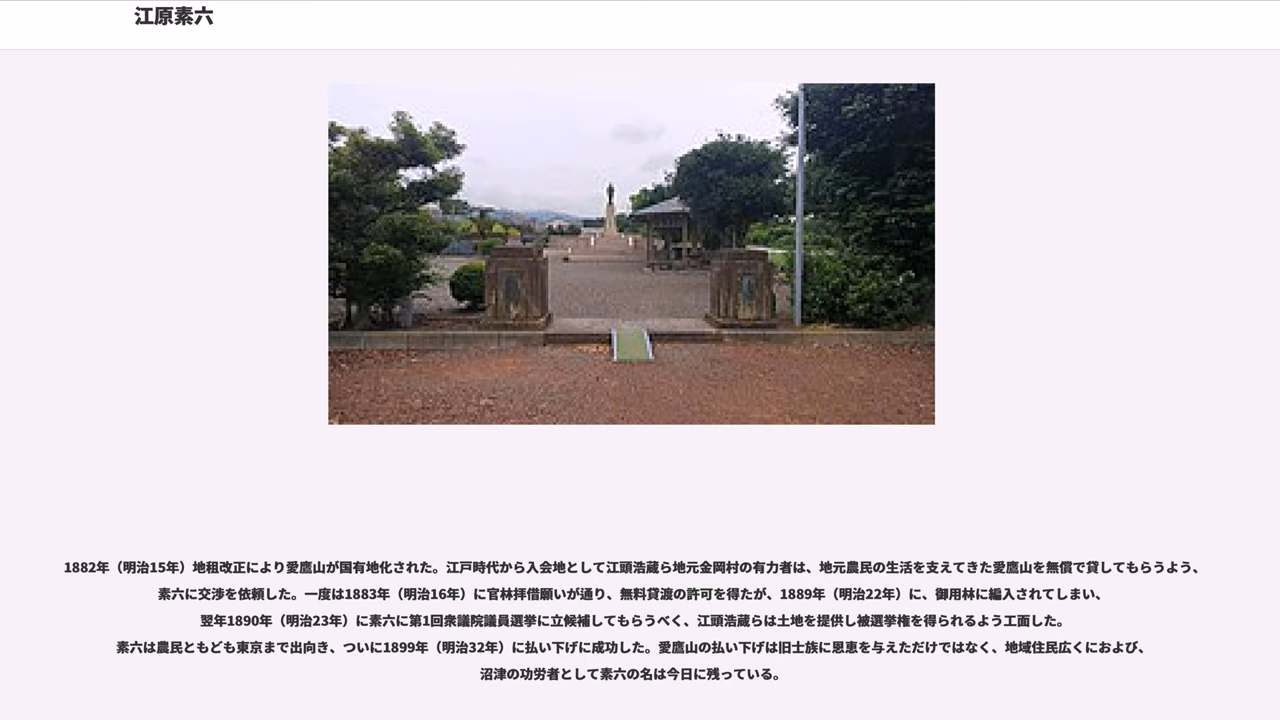 江原素六
1882年（明治15年）地租改正により愛鷹山が国有地化された。江戸時代から入会地として江頭浩蔵ら地元金岡村の有力者は、地元農民の生活を支えてきた愛鷹山を無償で貸してもらうよう、
素六に交渉を依頼した。一度は1883年（明治16年）に官林拝借願いが通り、無料貸渡の許可を得たが、1889年（明治22年）に、御用林に編入されてしまい、
翌年1890年（明治23年）に素六に第1回衆議院議員選挙に立候補してもらうべく、江頭浩蔵らは土地を提供し被選挙権を得られるよう工面した。
素六は農民ともども東京まで出向き、ついに1899年（明治32年）に払い下げに成功した。愛鷹山の払い下げは旧士族に恩恵を与えただけではなく、地域住民広くにおよび、
沼津の功労者として素六の名は今日に残っている。